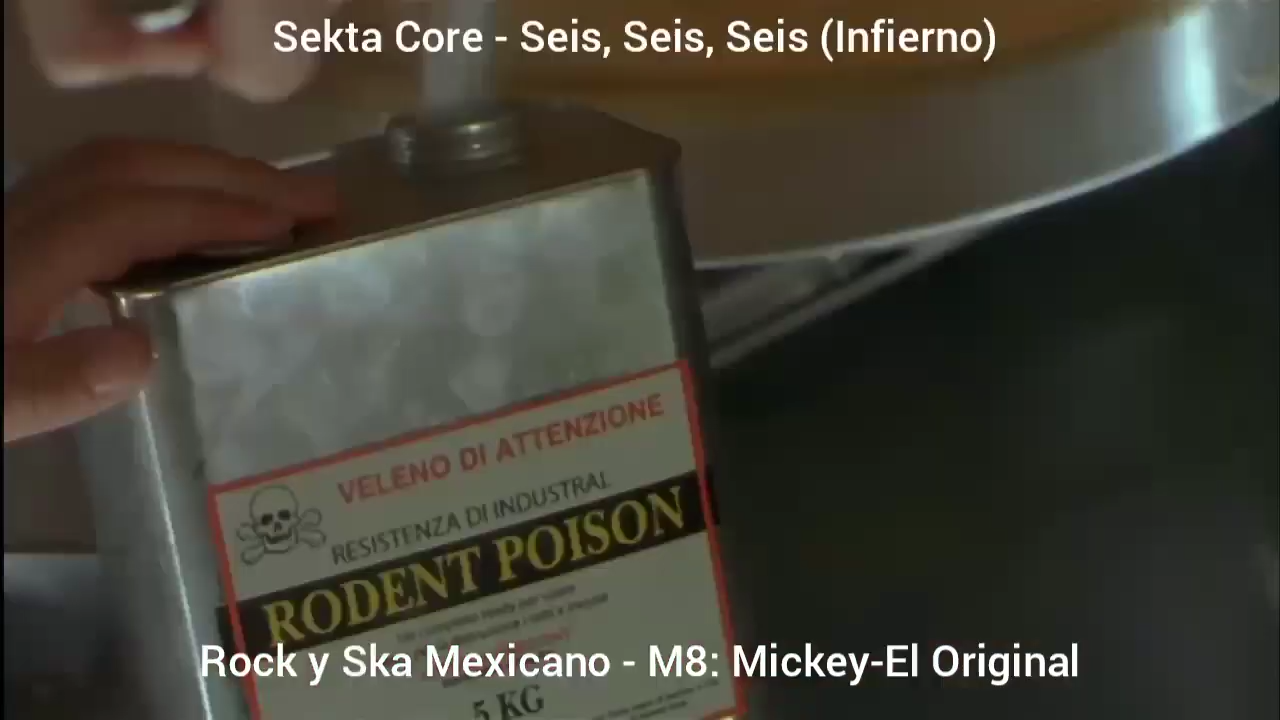 Sekta Core - Seis, Seis, Seis (Infierno)
VELENO DI ATTENZIONE
RESISTENZA DI INDUSTRAL
RODENT POISON
Rock y Ska Mexicano - M8: Mickey-El Original
5 KG